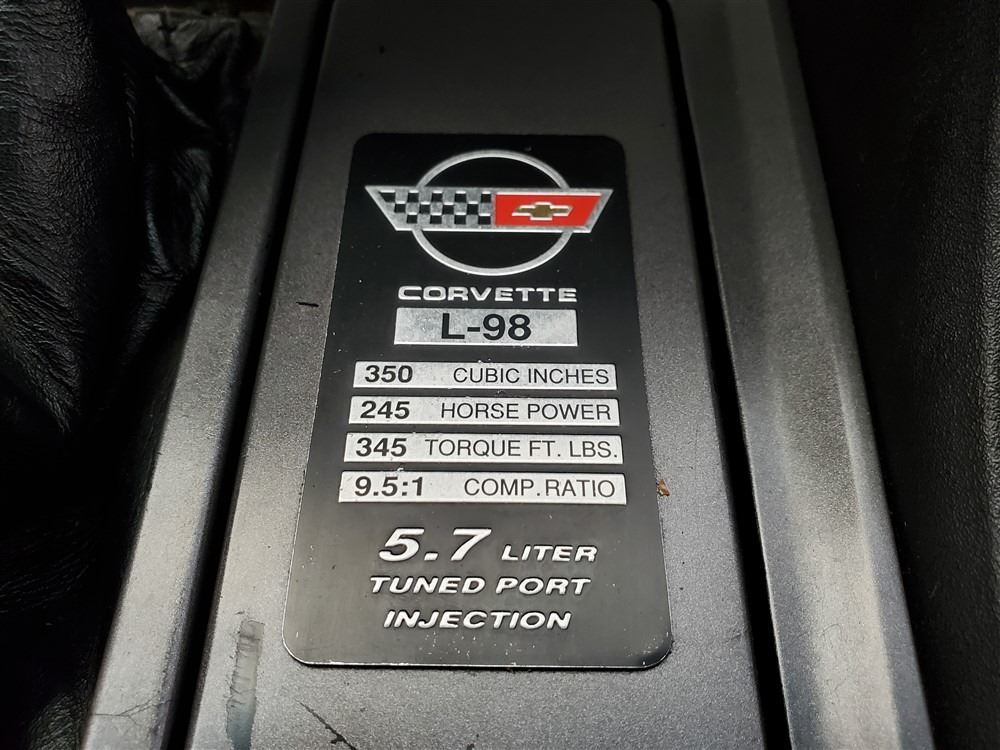 CORVETTE
L-98
350 CUBIC INCHES
245 HORSE POWER
345 TORQUE FT. LBS.
9.5:1 COMP. RATIO
5.7 LITER
TUNED PORT
INJECTION